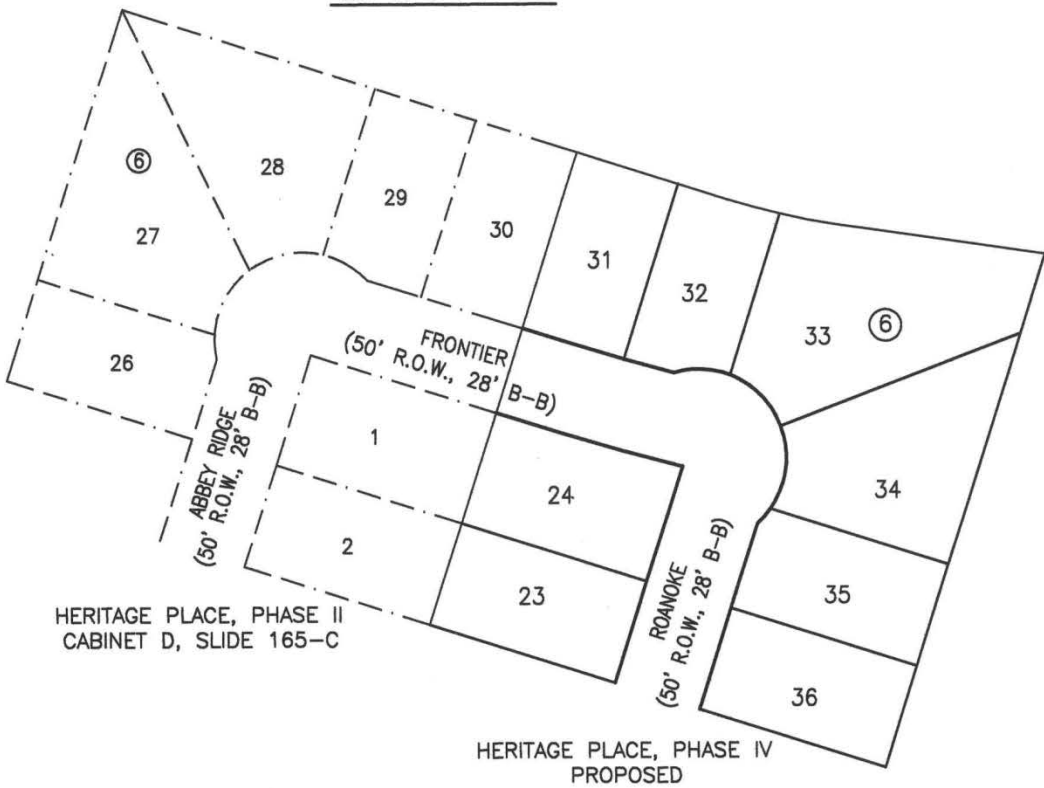 6
28
29
27
30
31
32
33
6
26
FRONTIER
(50' R.O.W., 28' B-B)
ABBEY RIDGE
(50' R.O.W., 28' B-B)
1
24
34
2
23
35
ROANOKE
(50' R.O.W., 28' B-B)
36
HERITAGE PLACE, PHASE II
CABINET D, SLIDE 165-C
HERITAGE PLACE, PHASE IV
PROPOSED